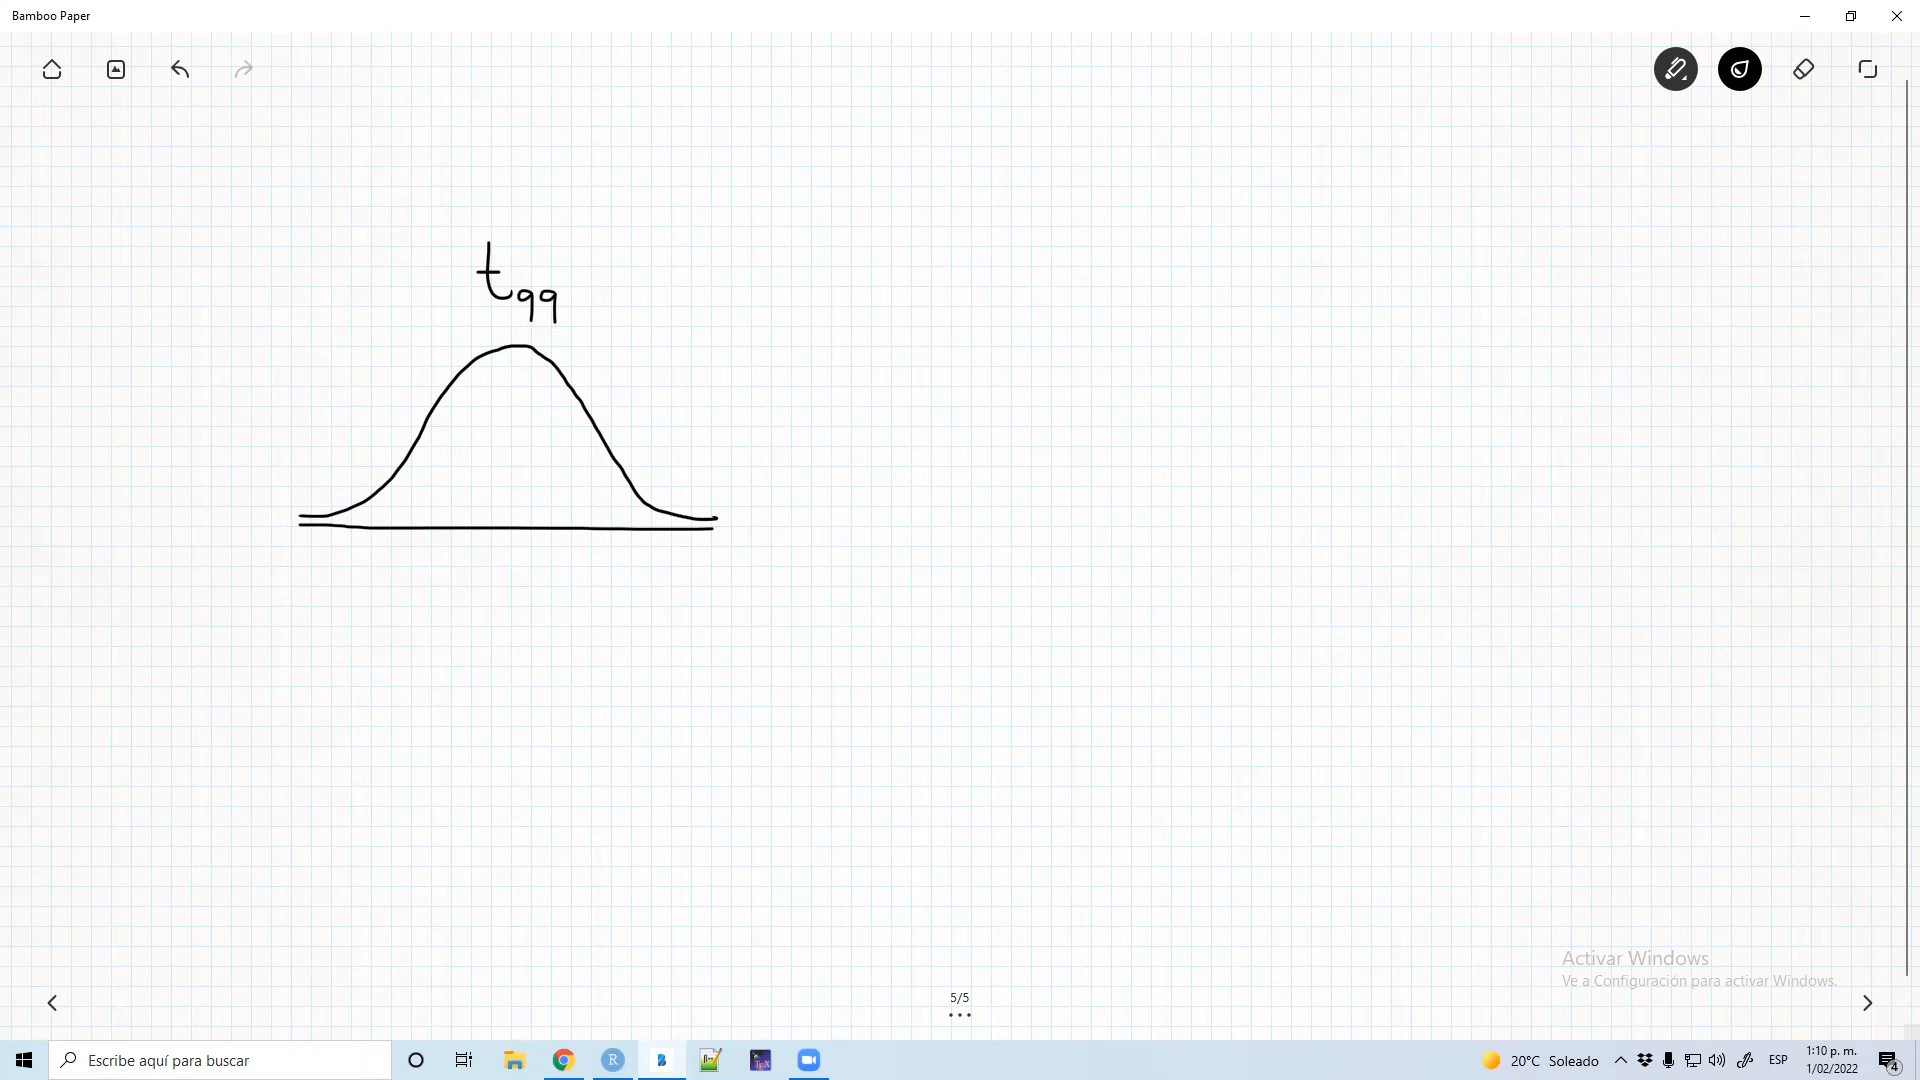 Bamboo Paper
t99
Activar Windows
Ve a Configuración para activar Windows.
5/5
Escribe aquí para buscar
20°C Soleado
ESP
1:10 p. m.
1/02/2022
4